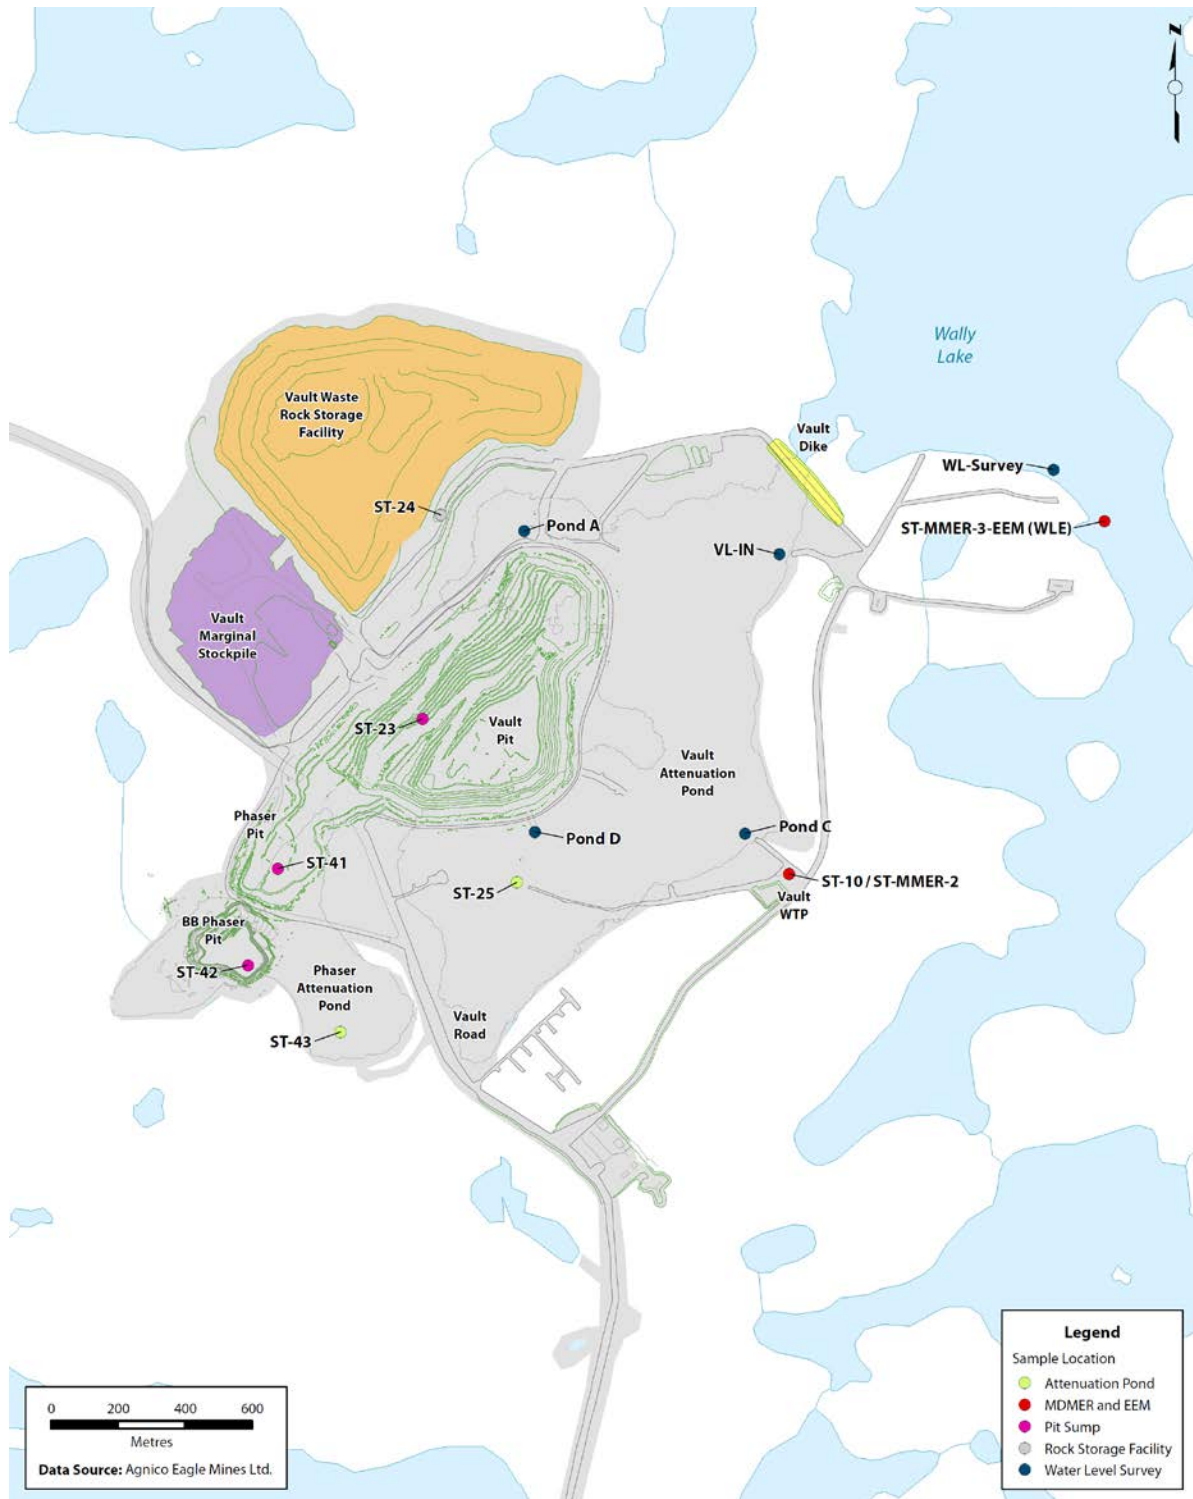 N
Wally
Lake
Vault Waste
Rock Storage
Facility
Vault
Dike
WL-Survey
ST-24
Pond A
ST-MMER-3-EEM (WLE)
VL-IN
Vault
Marginal
Stockpile
ST-23
Vault
Pit
Vault
Attenuation
Pond
Phaser
Pit
Pond D
Pond C
ST-41
ST-25
ST-10 / ST-MMER-2
Vault
WTP
BB Phaser
Pit
ST-42
Phaser
Attenuation
Pond
Vault
Road
ST-43
Legend
Sample Location
Attenuation Pond
MDMER and EEM
Pit Sump
Rock Storage Facility
Water Level Survey
0 200 400 600
Metres
Data Source: Agnico Eagle Mines Ltd.